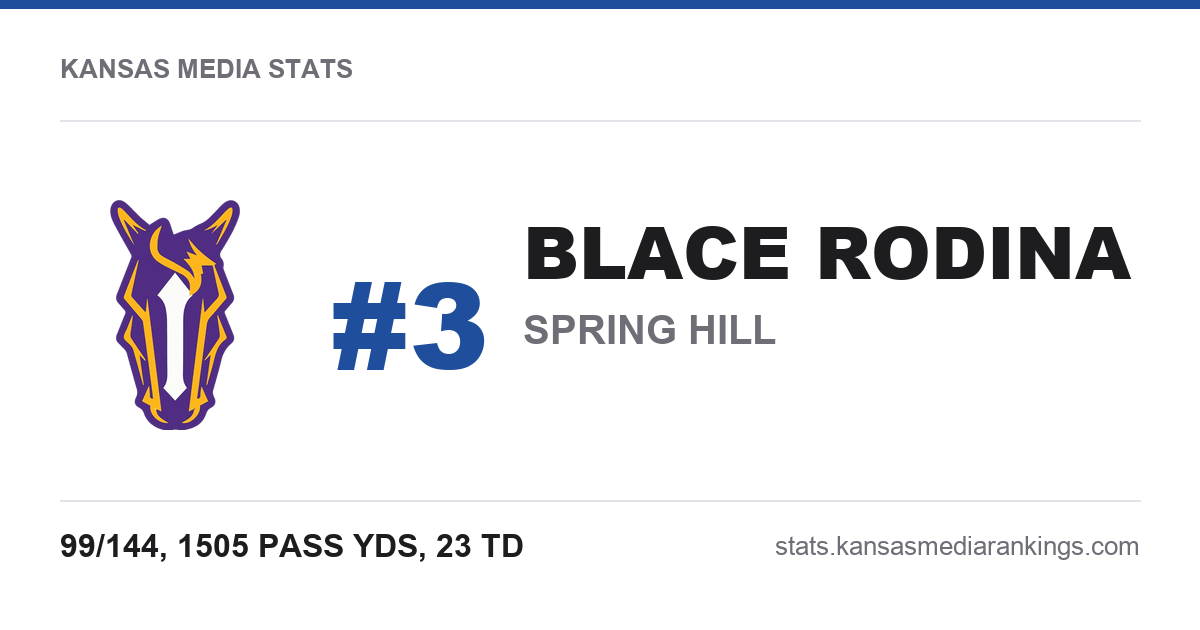 KANSAS MEDIA STATS
#3
BLACE RODINA
SPRING HILL
99/144, 1505 PASS YDS, 23 TD
stats.kansasmediarankings.com